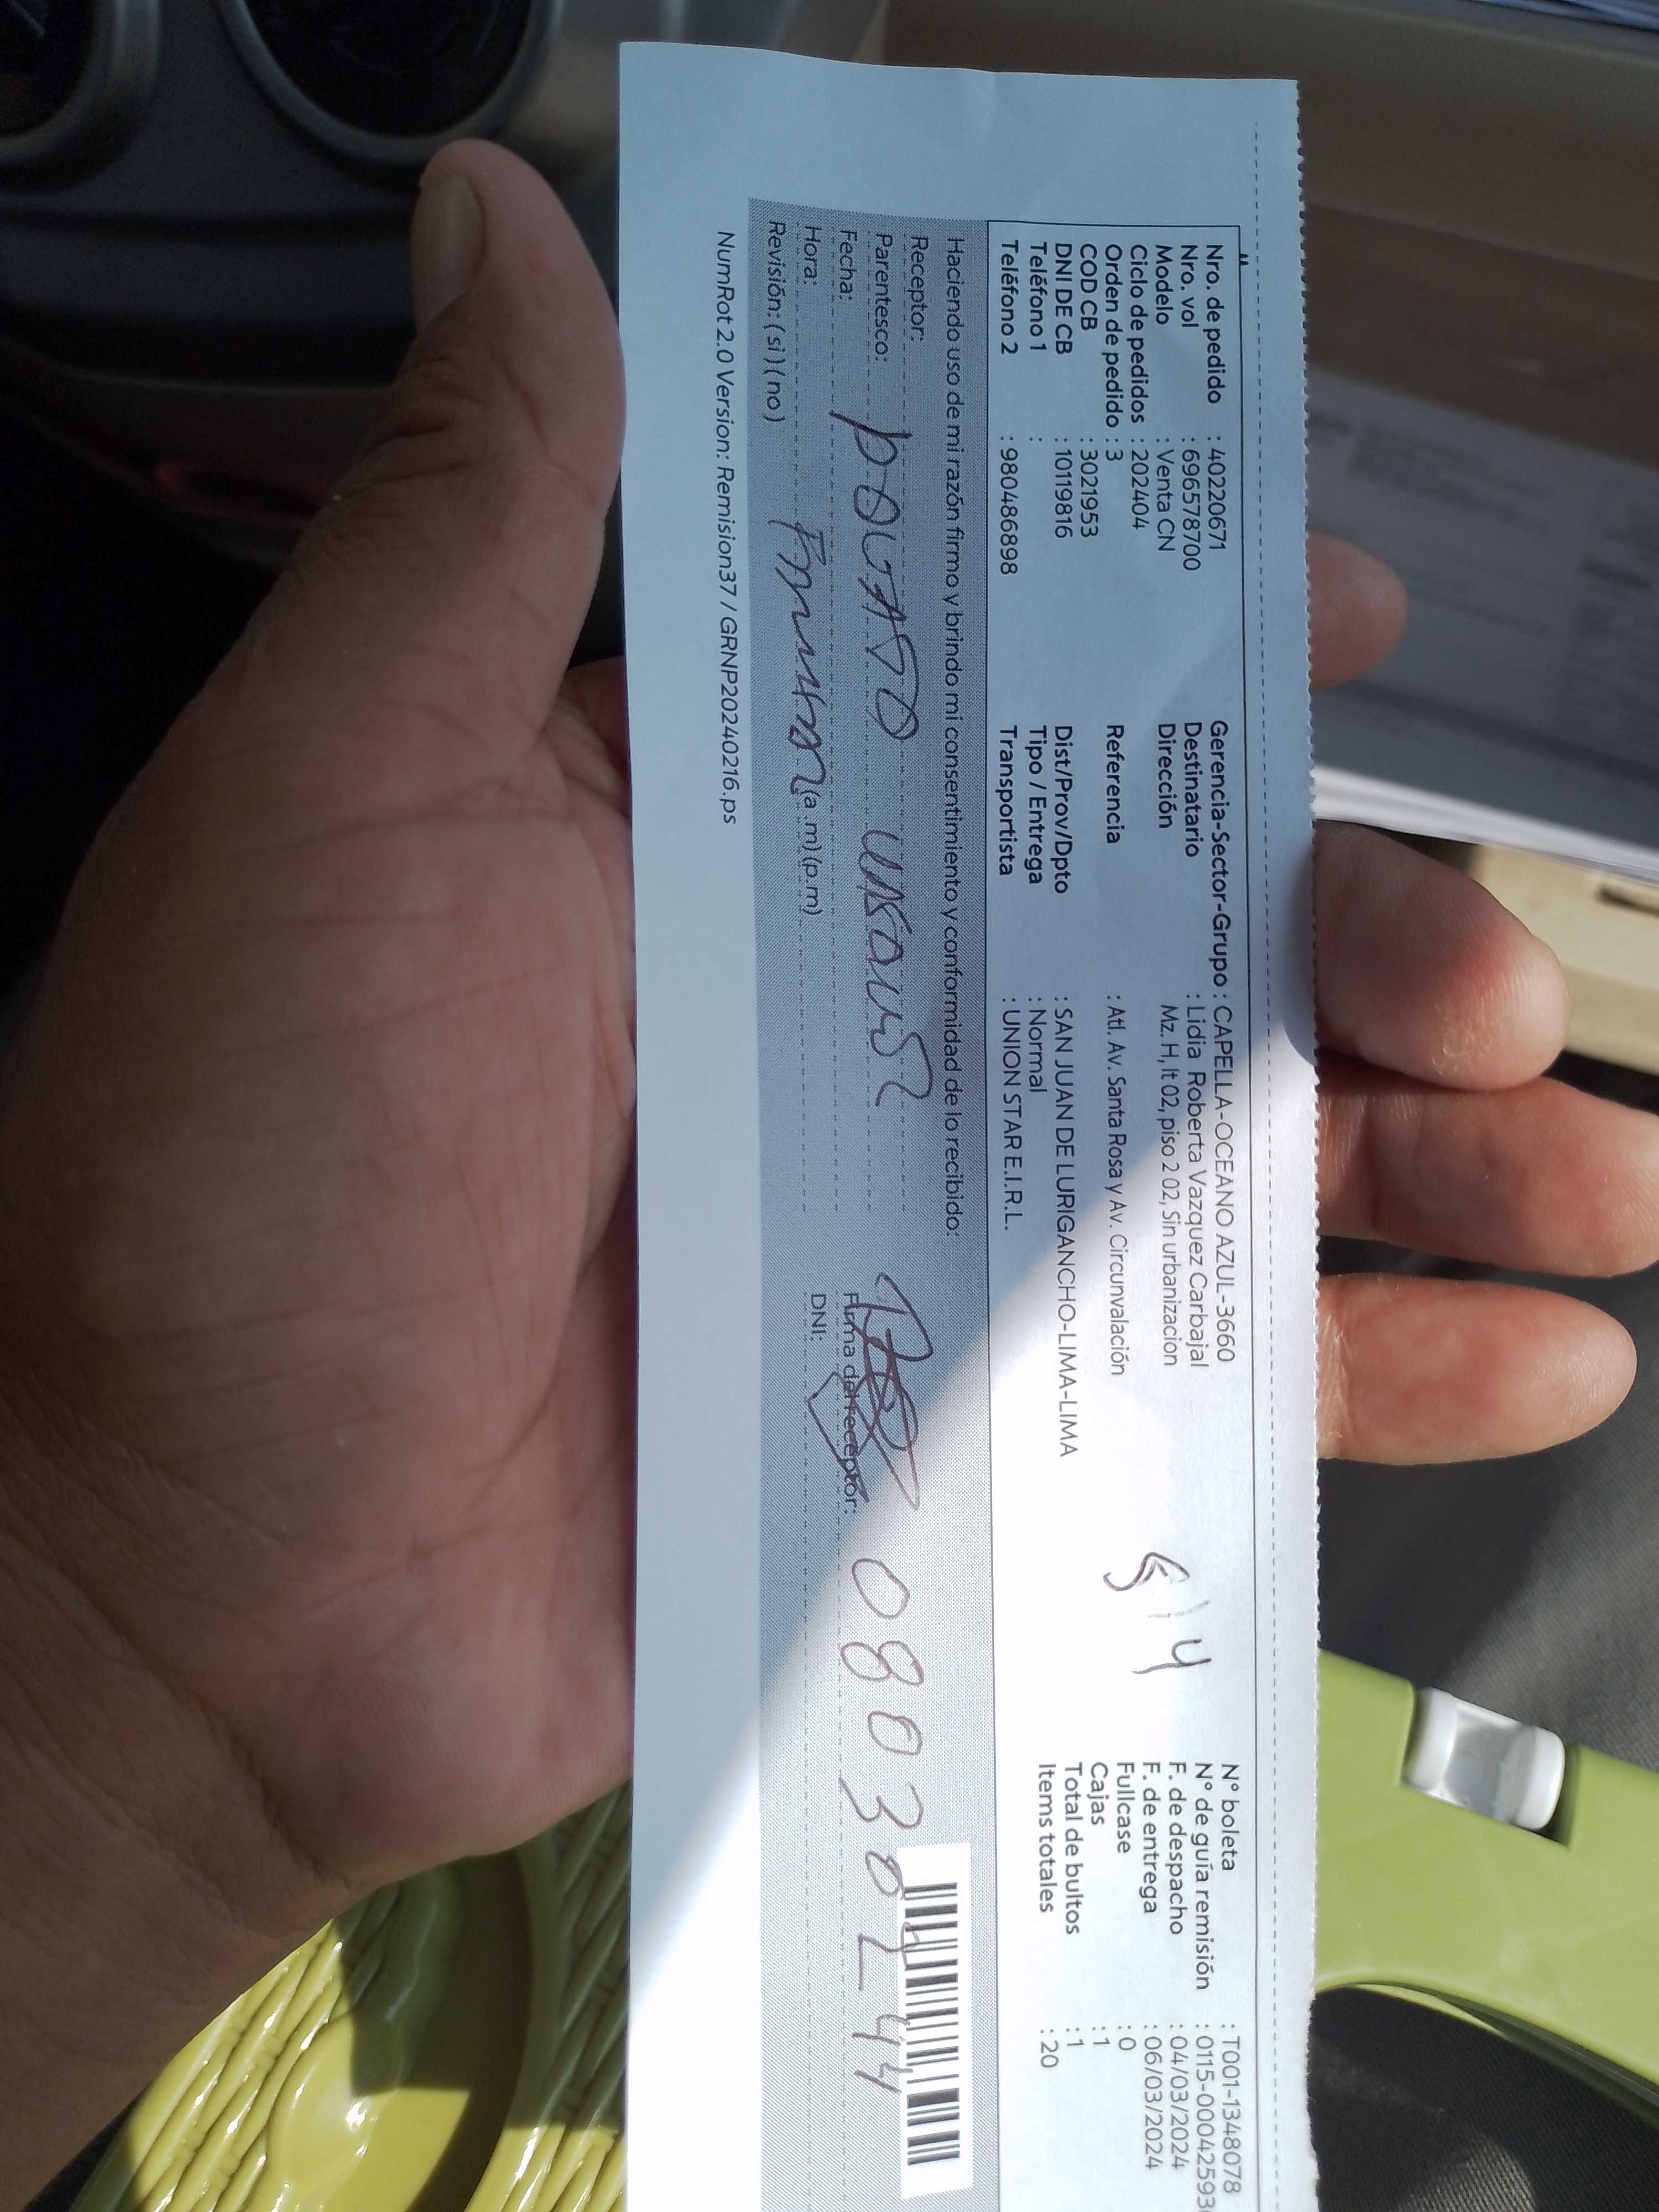 Nro. de pedido : 40220671
Nro. vol : 696578700
Modelo : Venta CN
Ciclo de pedidos : 202404
Orden de pedido : 3
COD CB : 3021953
DNI DE CB : 10119816
Teléfono 1 :
Teléfono 2 : 980486898
Gerencia-Sector-Grupo : CAPELLA-OCEANO AZUL-3660
Destinatario : Lidia Roberta Vazquez Carbajal
Dirección Mz. H, lt 02, piso 2 02, Sin urbanizacion
Referencia : Atl. Av. Santa Rosa y Av. Circunvalación
Dist/Prov/Dpto : SAN JUAN DE LURIGANCHO-LIMA-LIMA
Tipo / Entrega : Normal
Transportista : UNION STAR E.I.R.L.
N° boleta : T001-1348078
N° de guía remisión : 0115-00042593
F. de despacho : 04/03/2024
F. de entrega : 06/03/2024
Fullcase : 0
Cajas : 1
Total de bultos : 1
Items totales : 20
Haciendo uso de mi razón firmo y brindo mi consentimiento y conformidad de lo recibido:
Receptor:
Parentesco:
Fecha:
Hora: (a.m) (p.m)
Revisión: ( si ) ( no )
Firma del receptor:
DNI:
08030244
NumRot 2.0 Version: Remision37 / GRNP20240216.ps